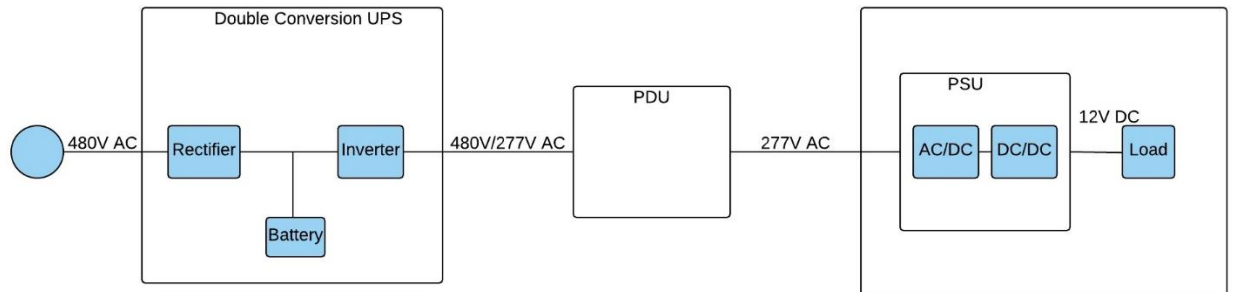 Double Conversion UPS
480V AC
Rectifier
Inverter
Battery
480V/277V AC
PDU
277V AC
PSU
AC/DC
DC/DC
12V DC
Load